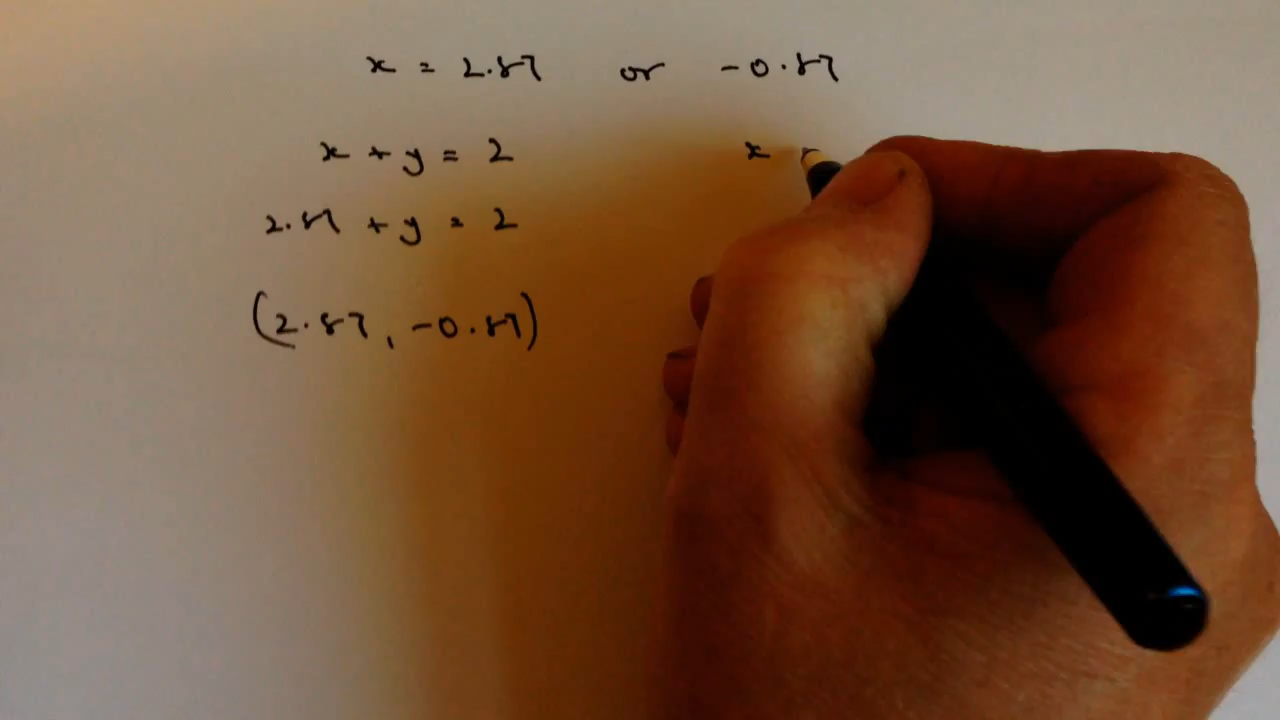 x = 2.87 or -0.87
x + y = 2
x
2.87 + y = 2
(2.87, -0.87)